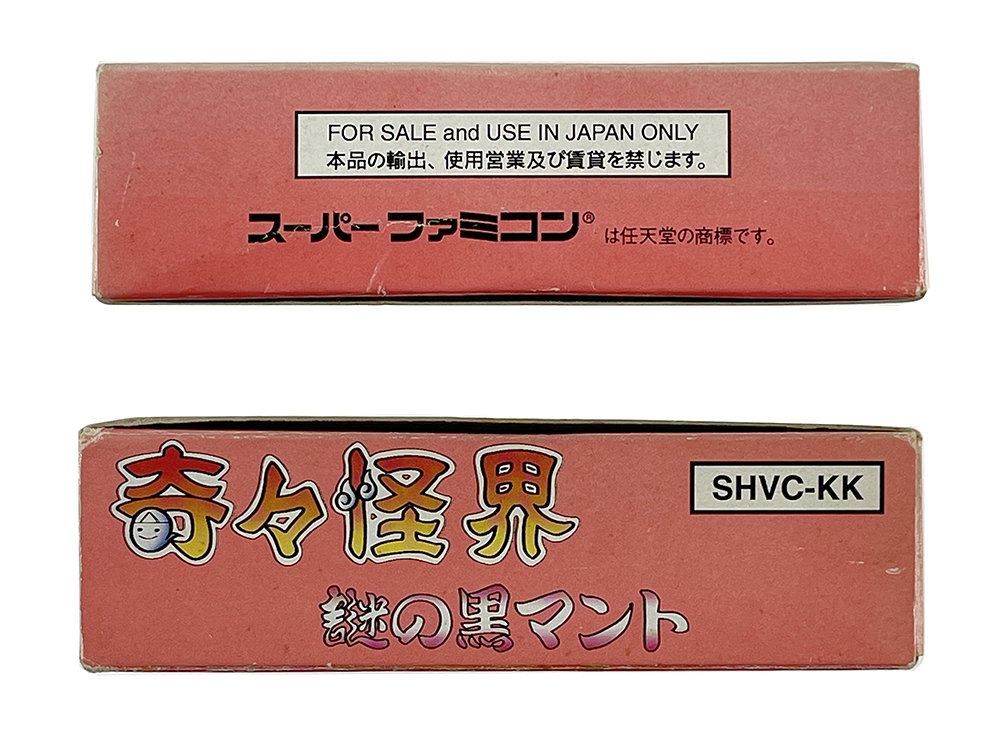 FOR SALE and USE IN JAPAN ONLY
本品の輸出、使用営業及び賃貸を禁じます。
スーパーファミコン® は任天堂の商標です。
奇々怪界
SHVC-KK
謎の黒マント